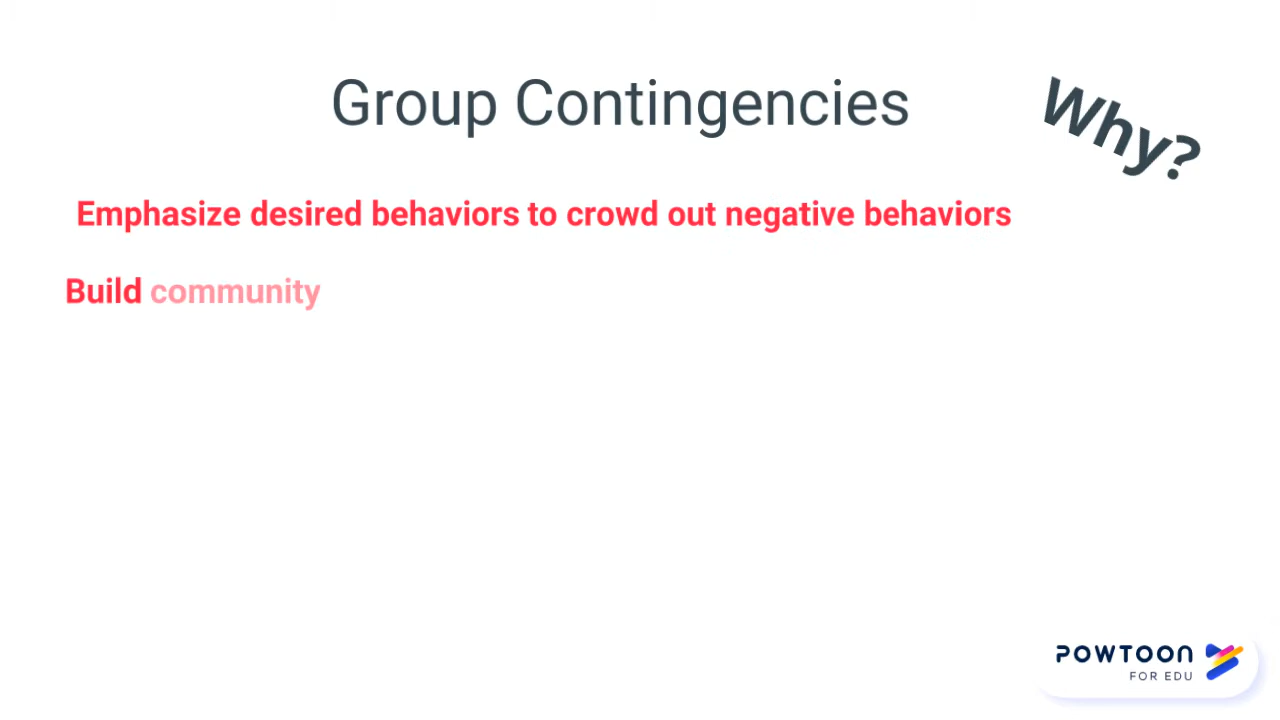 Group Contingencies
Why?
Emphasize desired behaviors to crowd out negative behaviors
Build community
POWTOON
FOR EDU